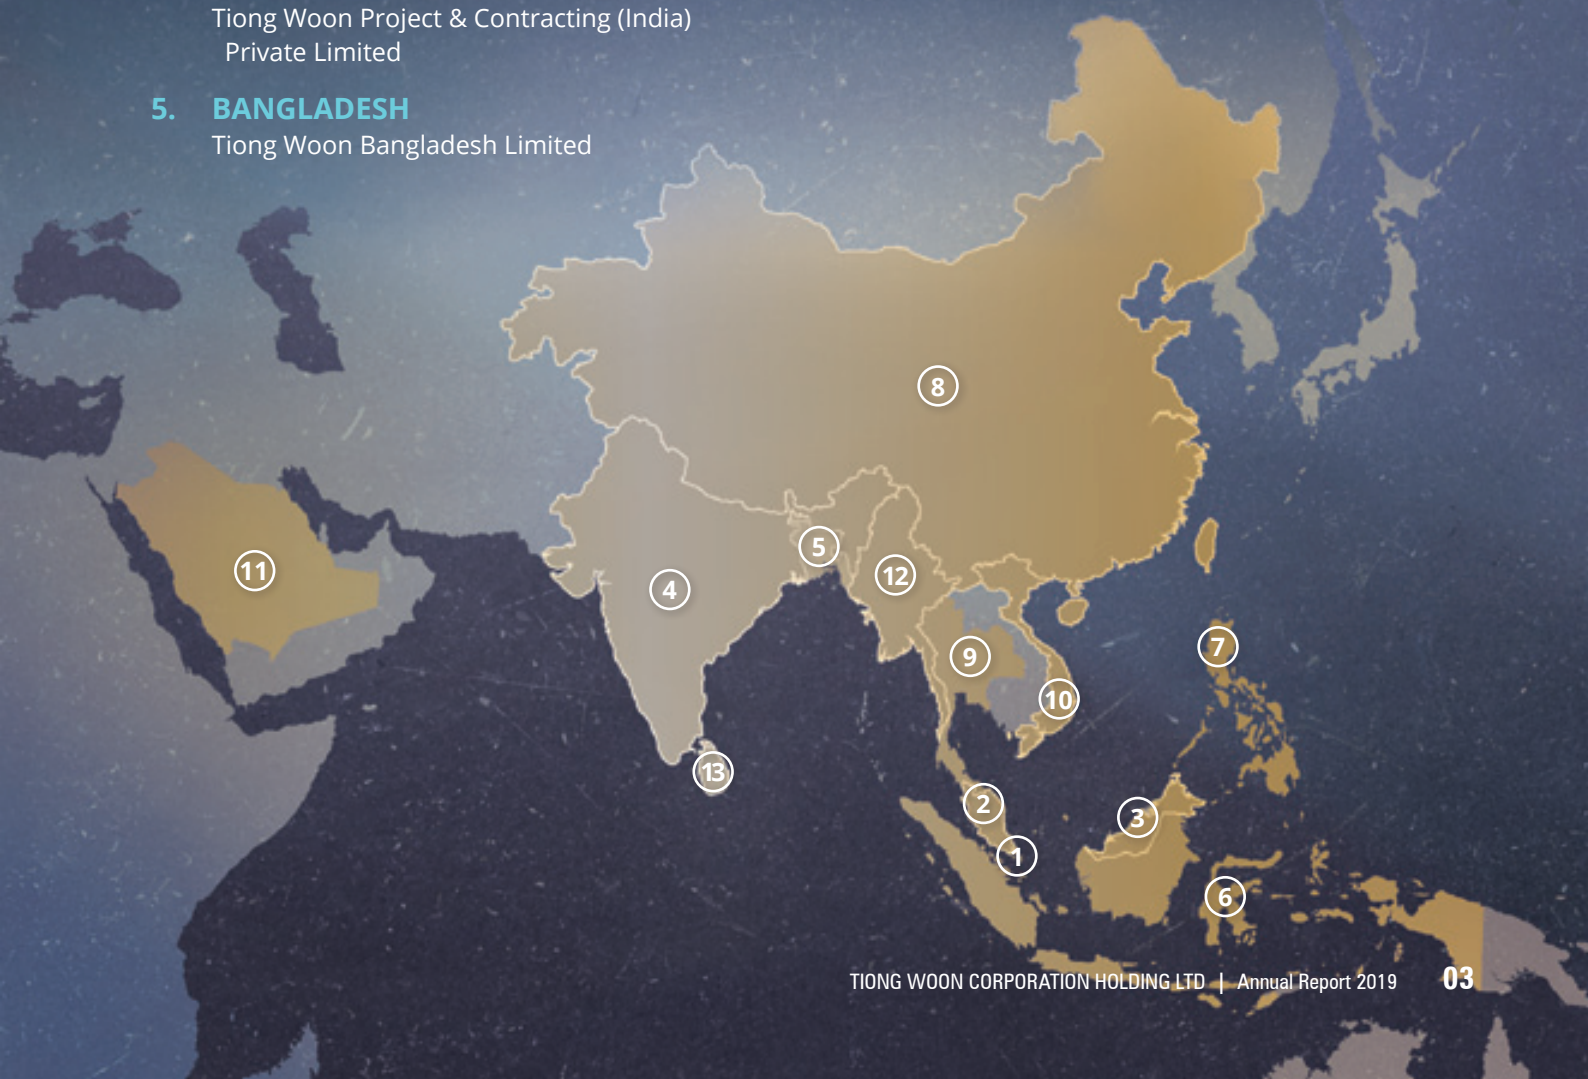 Tiong Woon Project & Contracting (India)
Private Limited
5. BANGLADESH
Tiong Woon Bangladesh Limited
8
5
11
12
4
7
9
10
13
2
3
1
6
TIONG WOON CORPORATION HOLDING LTD | Annual Report 2019 03